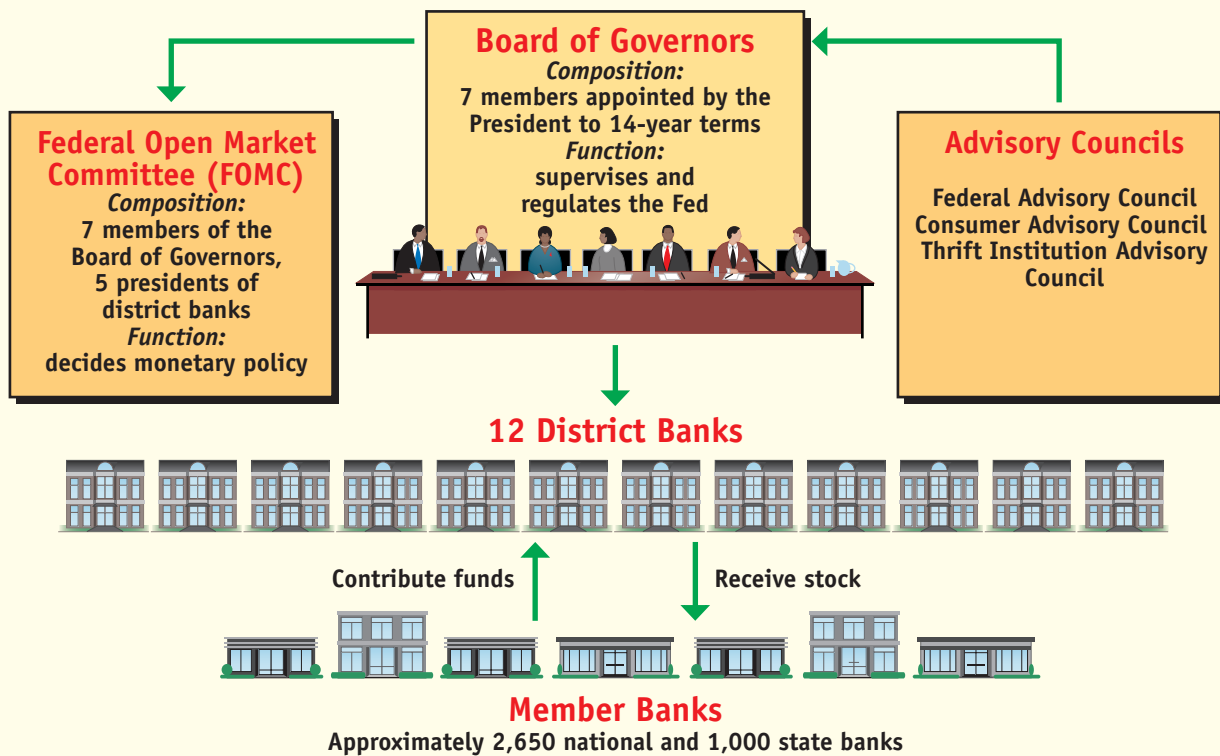 Board of Governors
Composition:
7 members appointed by the
President to 14-year terms
Function:
supervises and
regulates the Fed
Federal Open Market
Committee (FOMC)
Composition:
7 members of the
Board of Governors,
5 presidents of
district banks
Function:
decides monetary policy
Advisory Councils
Federal Advisory Council
Consumer Advisory Council
Thrift Institution Advisory
Council
12 District Banks
Contribute funds
Receive stock
Member Banks
Approximately 2,650 national and 1,000 state banks